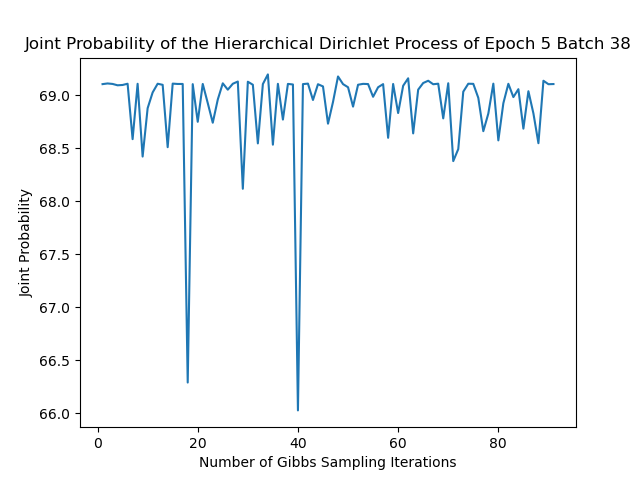 Joint Probability of the Hierarchical Dirichlet Process of Epoch 5 Batch 38
Joint Probability
69.0
68.5
68.0
67.5
67.0
66.5
66.0
0 20 40 60 80
Number of Gibbs Sampling Iterations